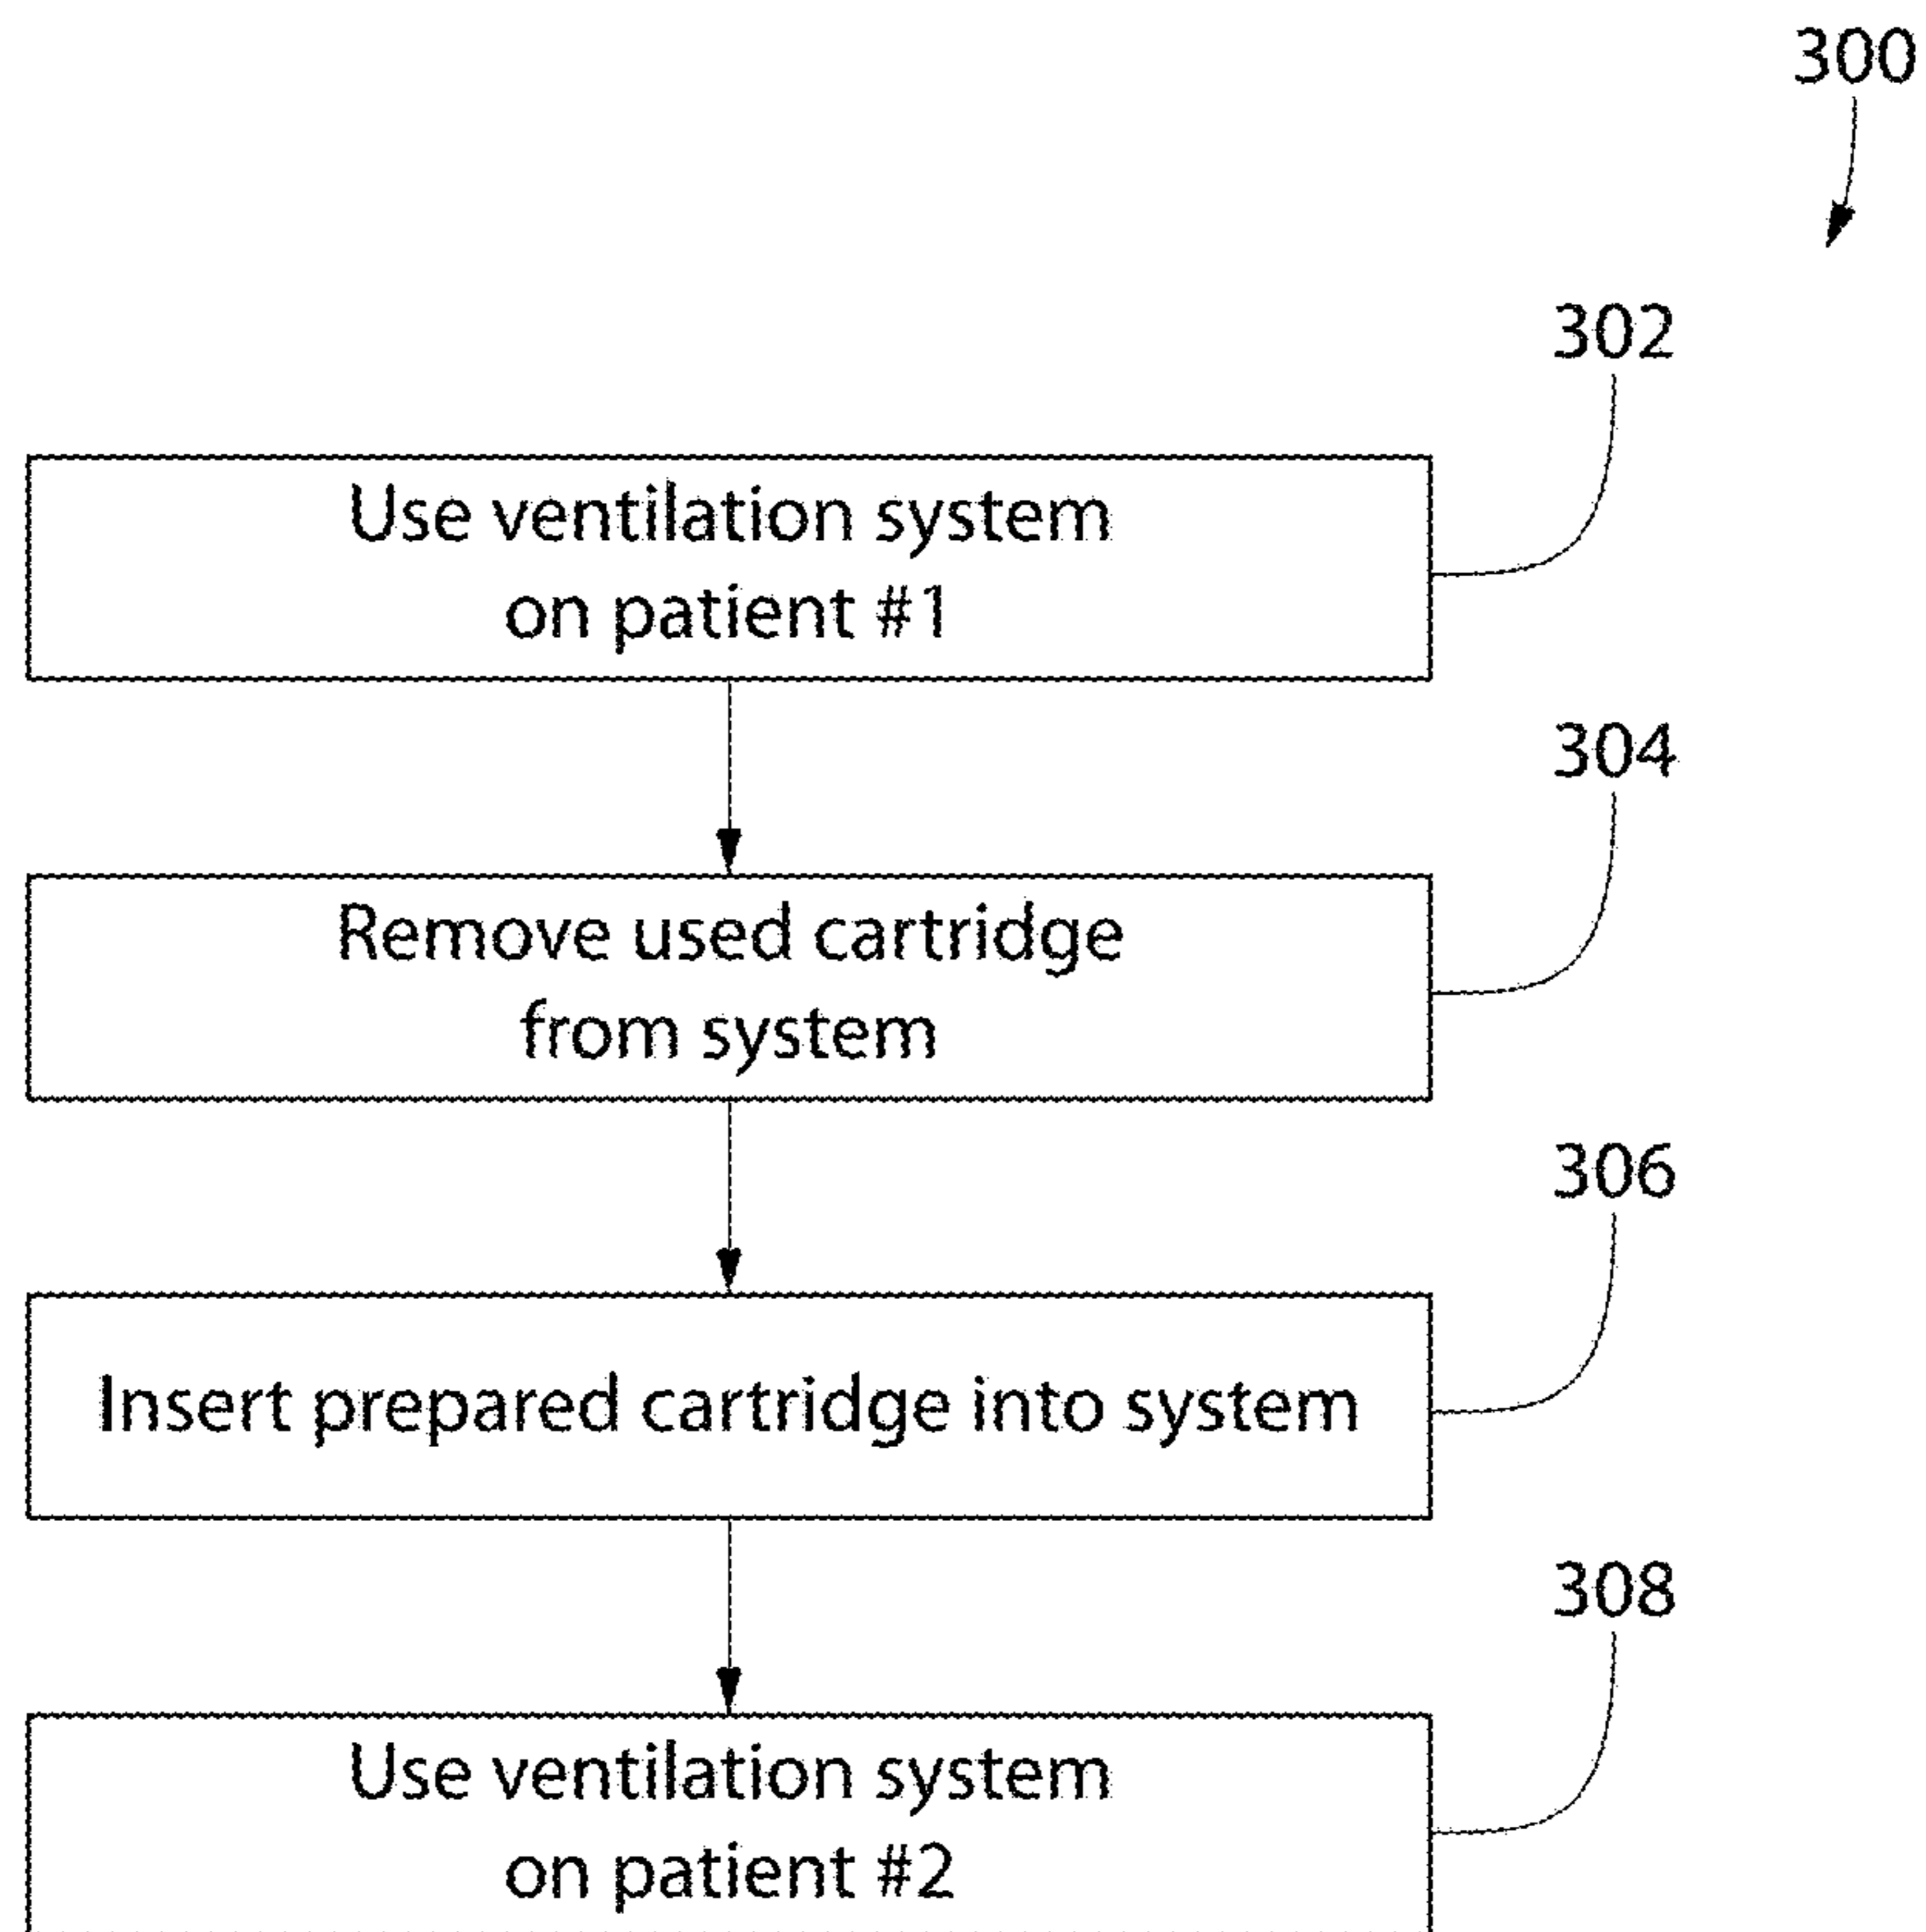 300
302
Use ventilation system
on patient #1
304
Remove used cartridge
from system
306
Insert prepared cartridge into system
308
Use ventilation system
on patient #2